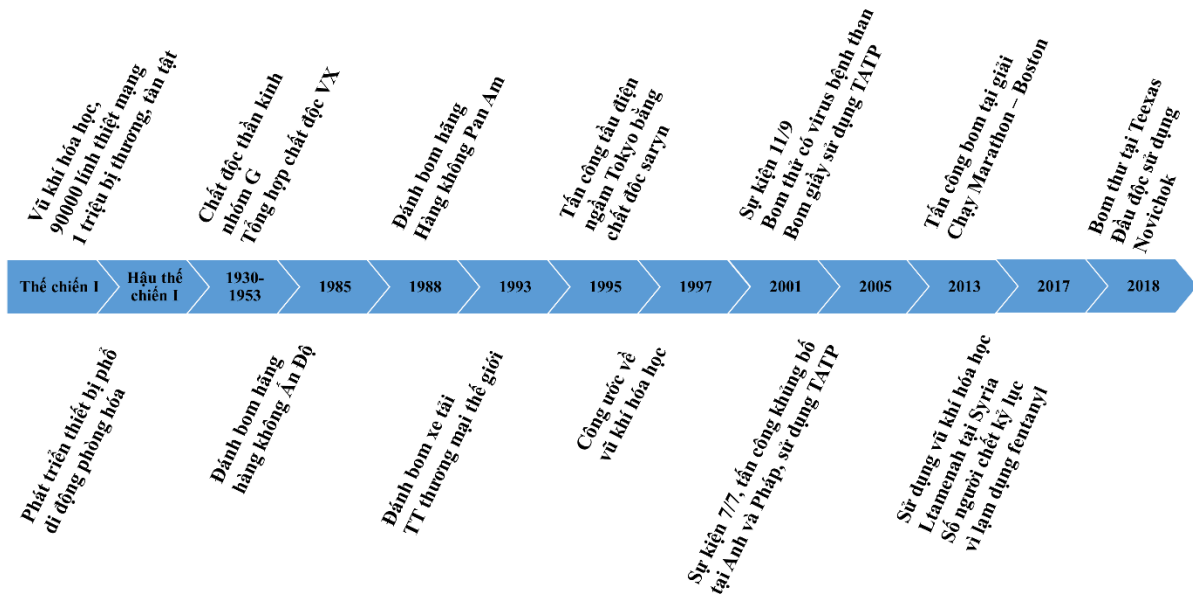 Vũ khí hóa học,
90000 lính thiệt mạng
1 triệu bị thương, tàn tật
Chất độc thần kinh
nhóm G
Tổng hợp chất độc VX
Đánh bom hãng
Hàng không Pan Am
Tấn công tầu điện
ngầm Tokyo bằng
chất độc saryn
Sự kiện 11/9
Bom thử có virus bệnh than
Bom giầy sử dụng TATP
Tấn công bom tại giải
Chạy Marathon – Boston
Bom thư tại Teexas
Đầu độc sử dụng
Novichok
Thế chiến I
Hậu thế
chiến I
1930-
1953
1985
1988
1993
1995
1997
2001
2005
2013
2017
2018
Phát triển thiết bị phổ
di động phòng hóa
Đánh bom hãng
hàng không Ấn Độ
Đánh bom xe tải
TT thương mại thế giới
Công ước về
vũ khí hóa học
Sự kiện 7/7, tấn công khủng bố
tại Anh và Pháp, sử dụng TATP
Sử dụng vũ khí hóa học
Ltamenah tại Syria
Số người chết kỷ lục
vì lạm dụng fentanyl